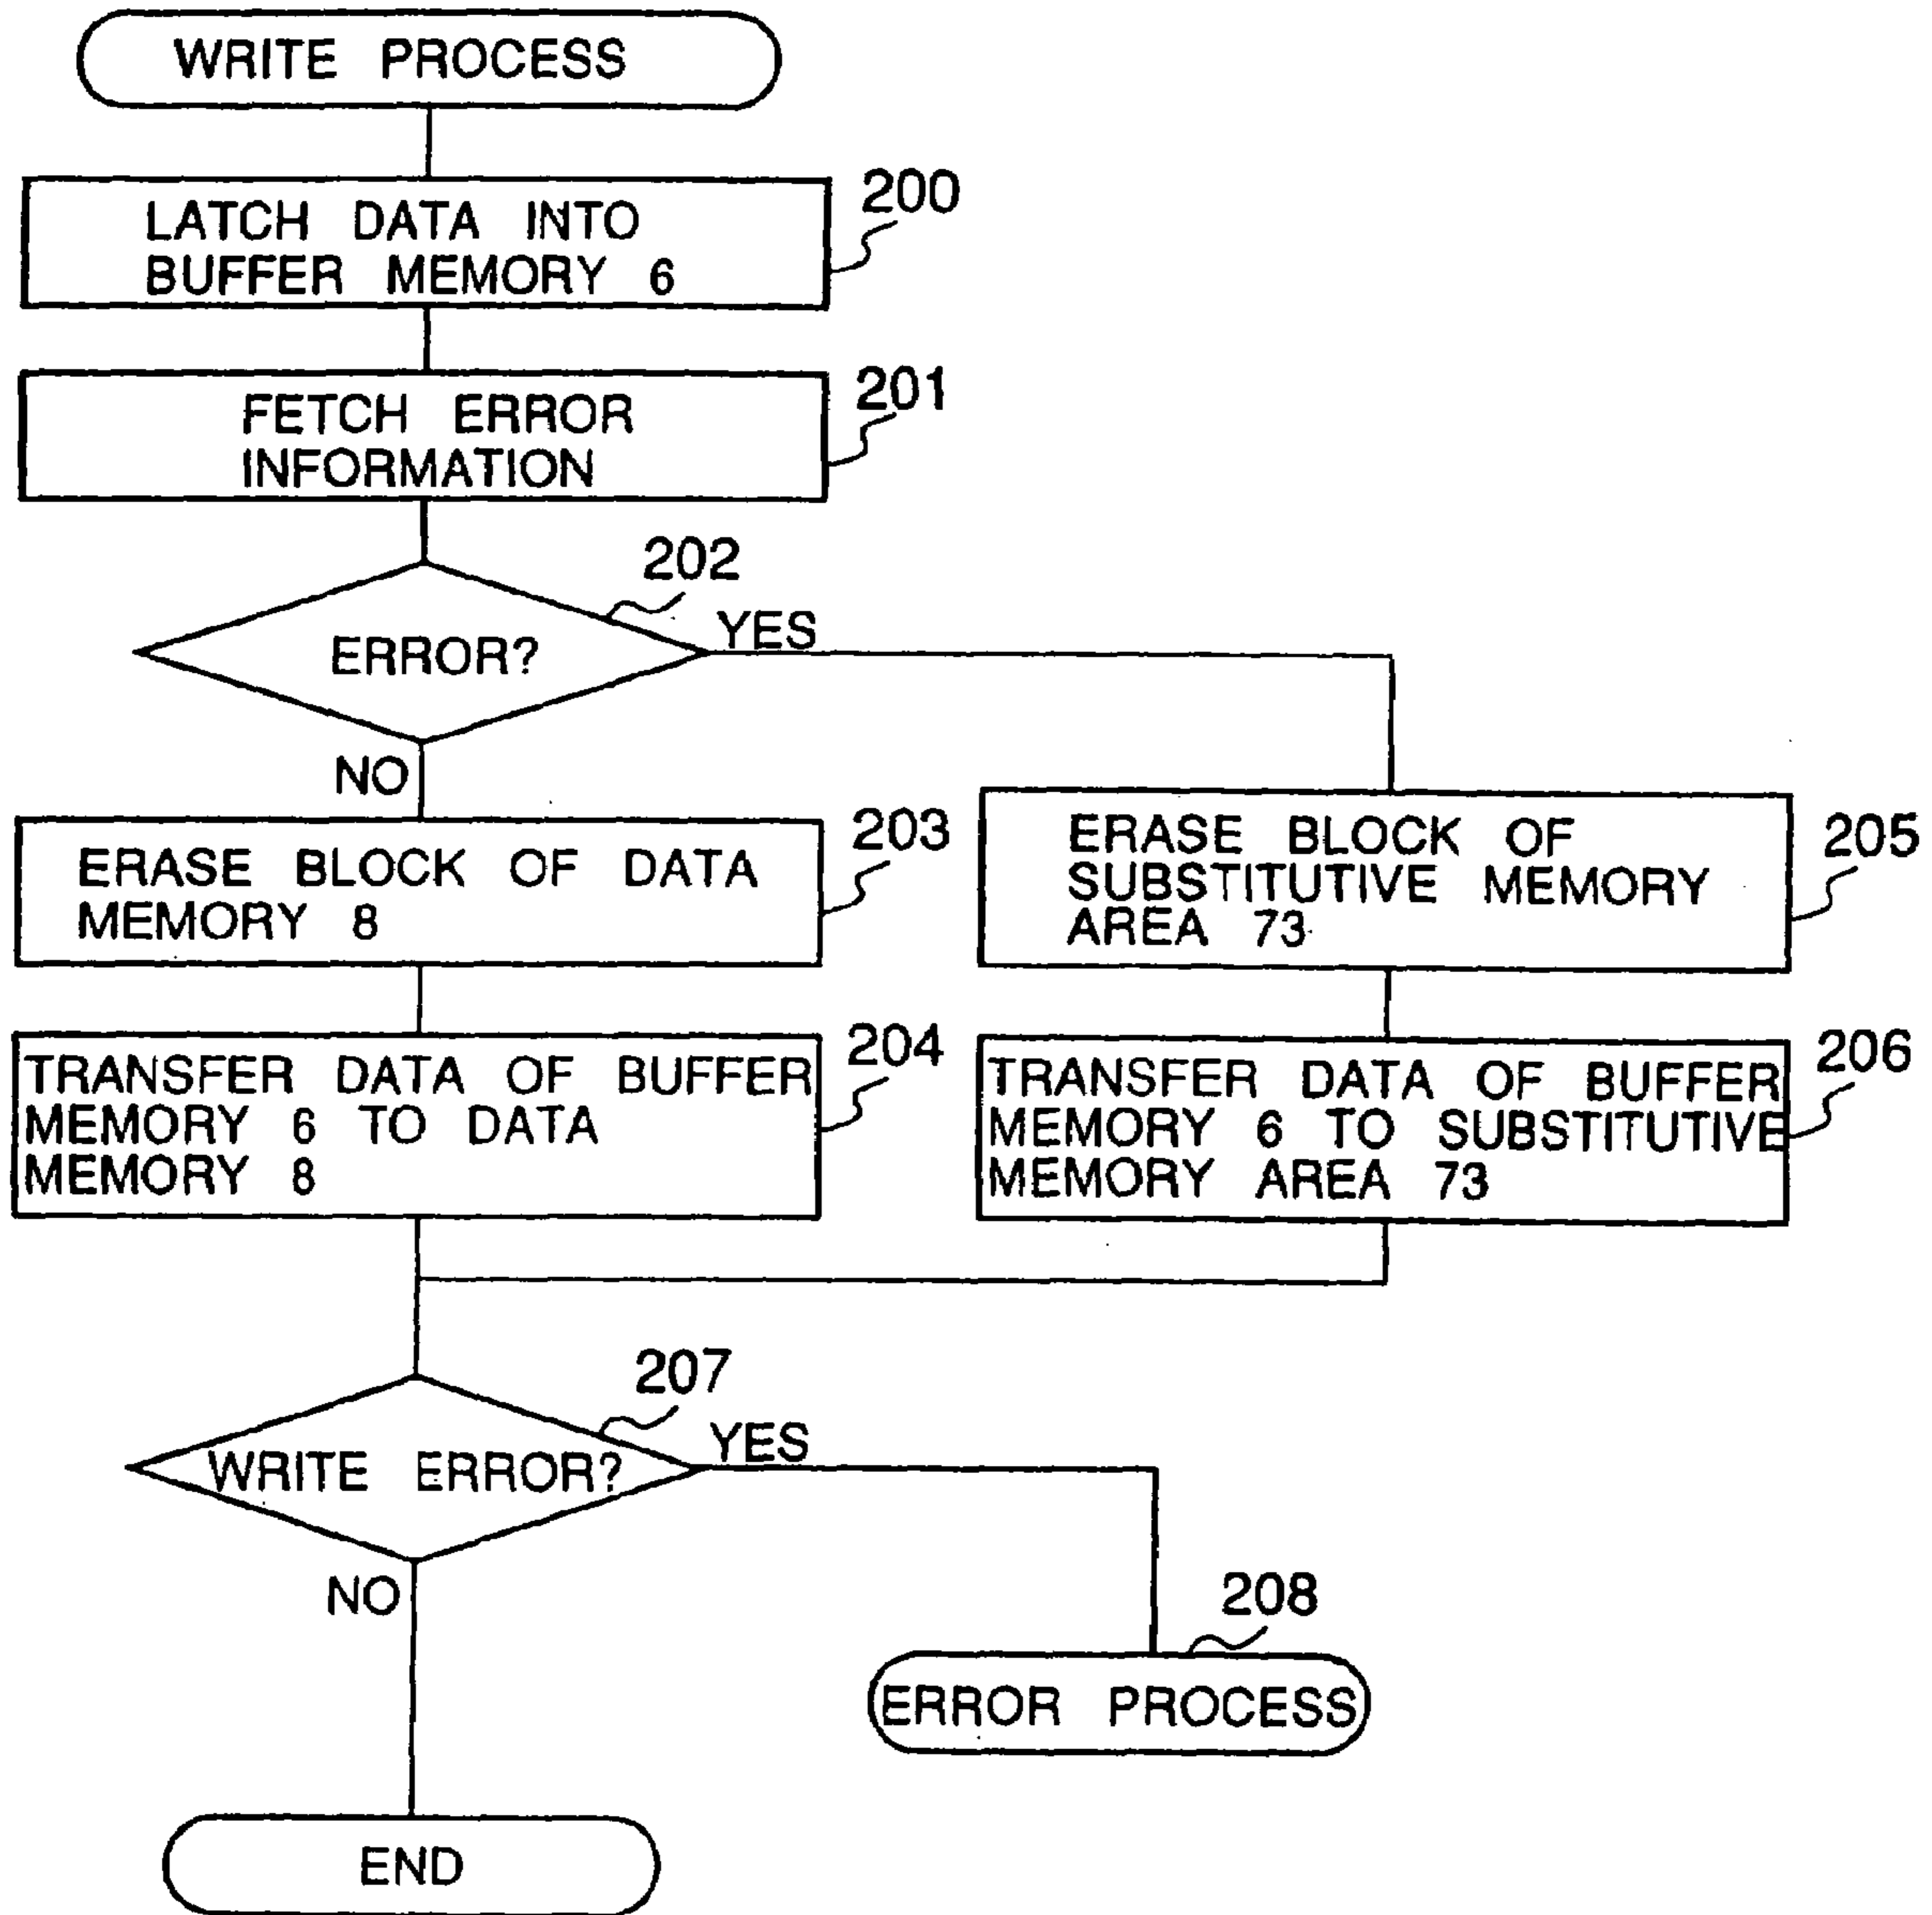 WRITE PROCESS
200
LATCH DATA INTO
BUFFER MEMORY 6
201
FETCH ERROR
INFORMATION
202
ERROR?
YES
NO
203
ERASE BLOCK OF DATA
MEMORY 8
205
ERASE BLOCK OF
SUBSTITUTIVE MEMORY
AREA 73
204
TRANSFER DATA OF BUFFER
MEMORY 6 TO DATA
MEMORY 8
206
TRANSFER DATA OF BUFFER
MEMORY 6 TO SUBSTITUTIVE
MEMORY AREA 73
207
WRITE ERROR?
YES
NO
208
ERROR PROCESS
END